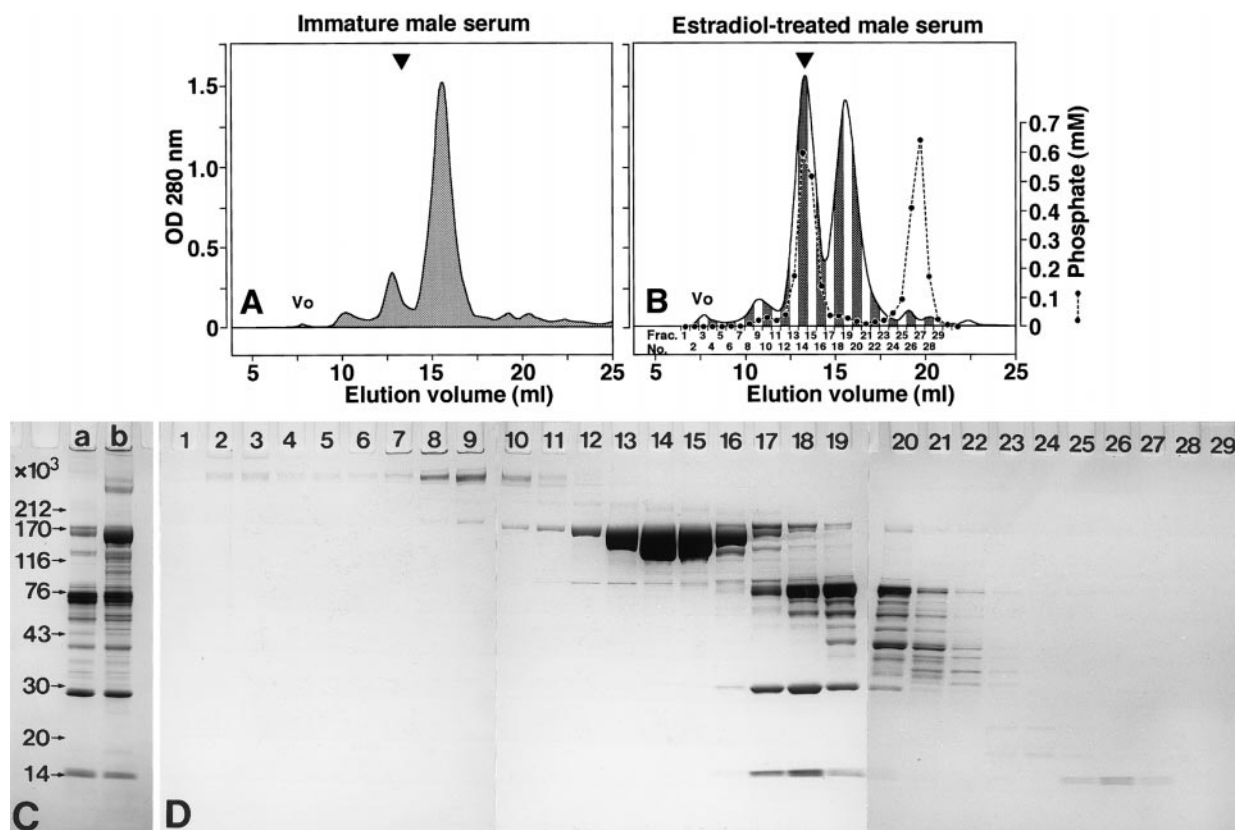 Immature male serum
Estradiol-treated male serum
OD 280 nm
1.5
1.0
0.5
0
A
Vo
5 10 15 20 25
Elution volume (ml)
B
Vo
Frac. 1 3 5 7 9 11 13 15 17 19 21 23 25 27 29
No. 2 4 6 8 10 12 14 16 18 20 22 24 26 28
0.7
0.6
0.5
0.4
0.3
0.2
0.1
0
Phosphate (mM)
5 10 15 20 25
Elution volume (ml)
a b
×10³
212
170
116
76
43
30
20
14
C
1 2 3 4 5 6 7 8 9 10 11 12 13 14 15 16 17 18 19 20 21 22 23 24 25 26 27 28 29
D